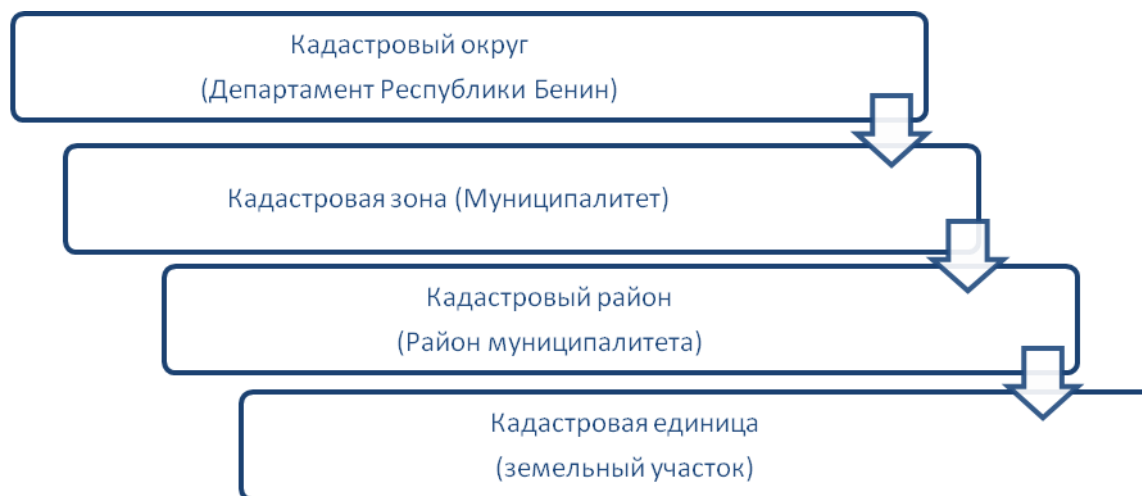 Кадастровый округ
(Департамент Республики Бенин)
Кадастровая зона (Муниципалитет)
Кадастровый район
(Район муниципалитета)
Кадастровая единица
(земельный участок)